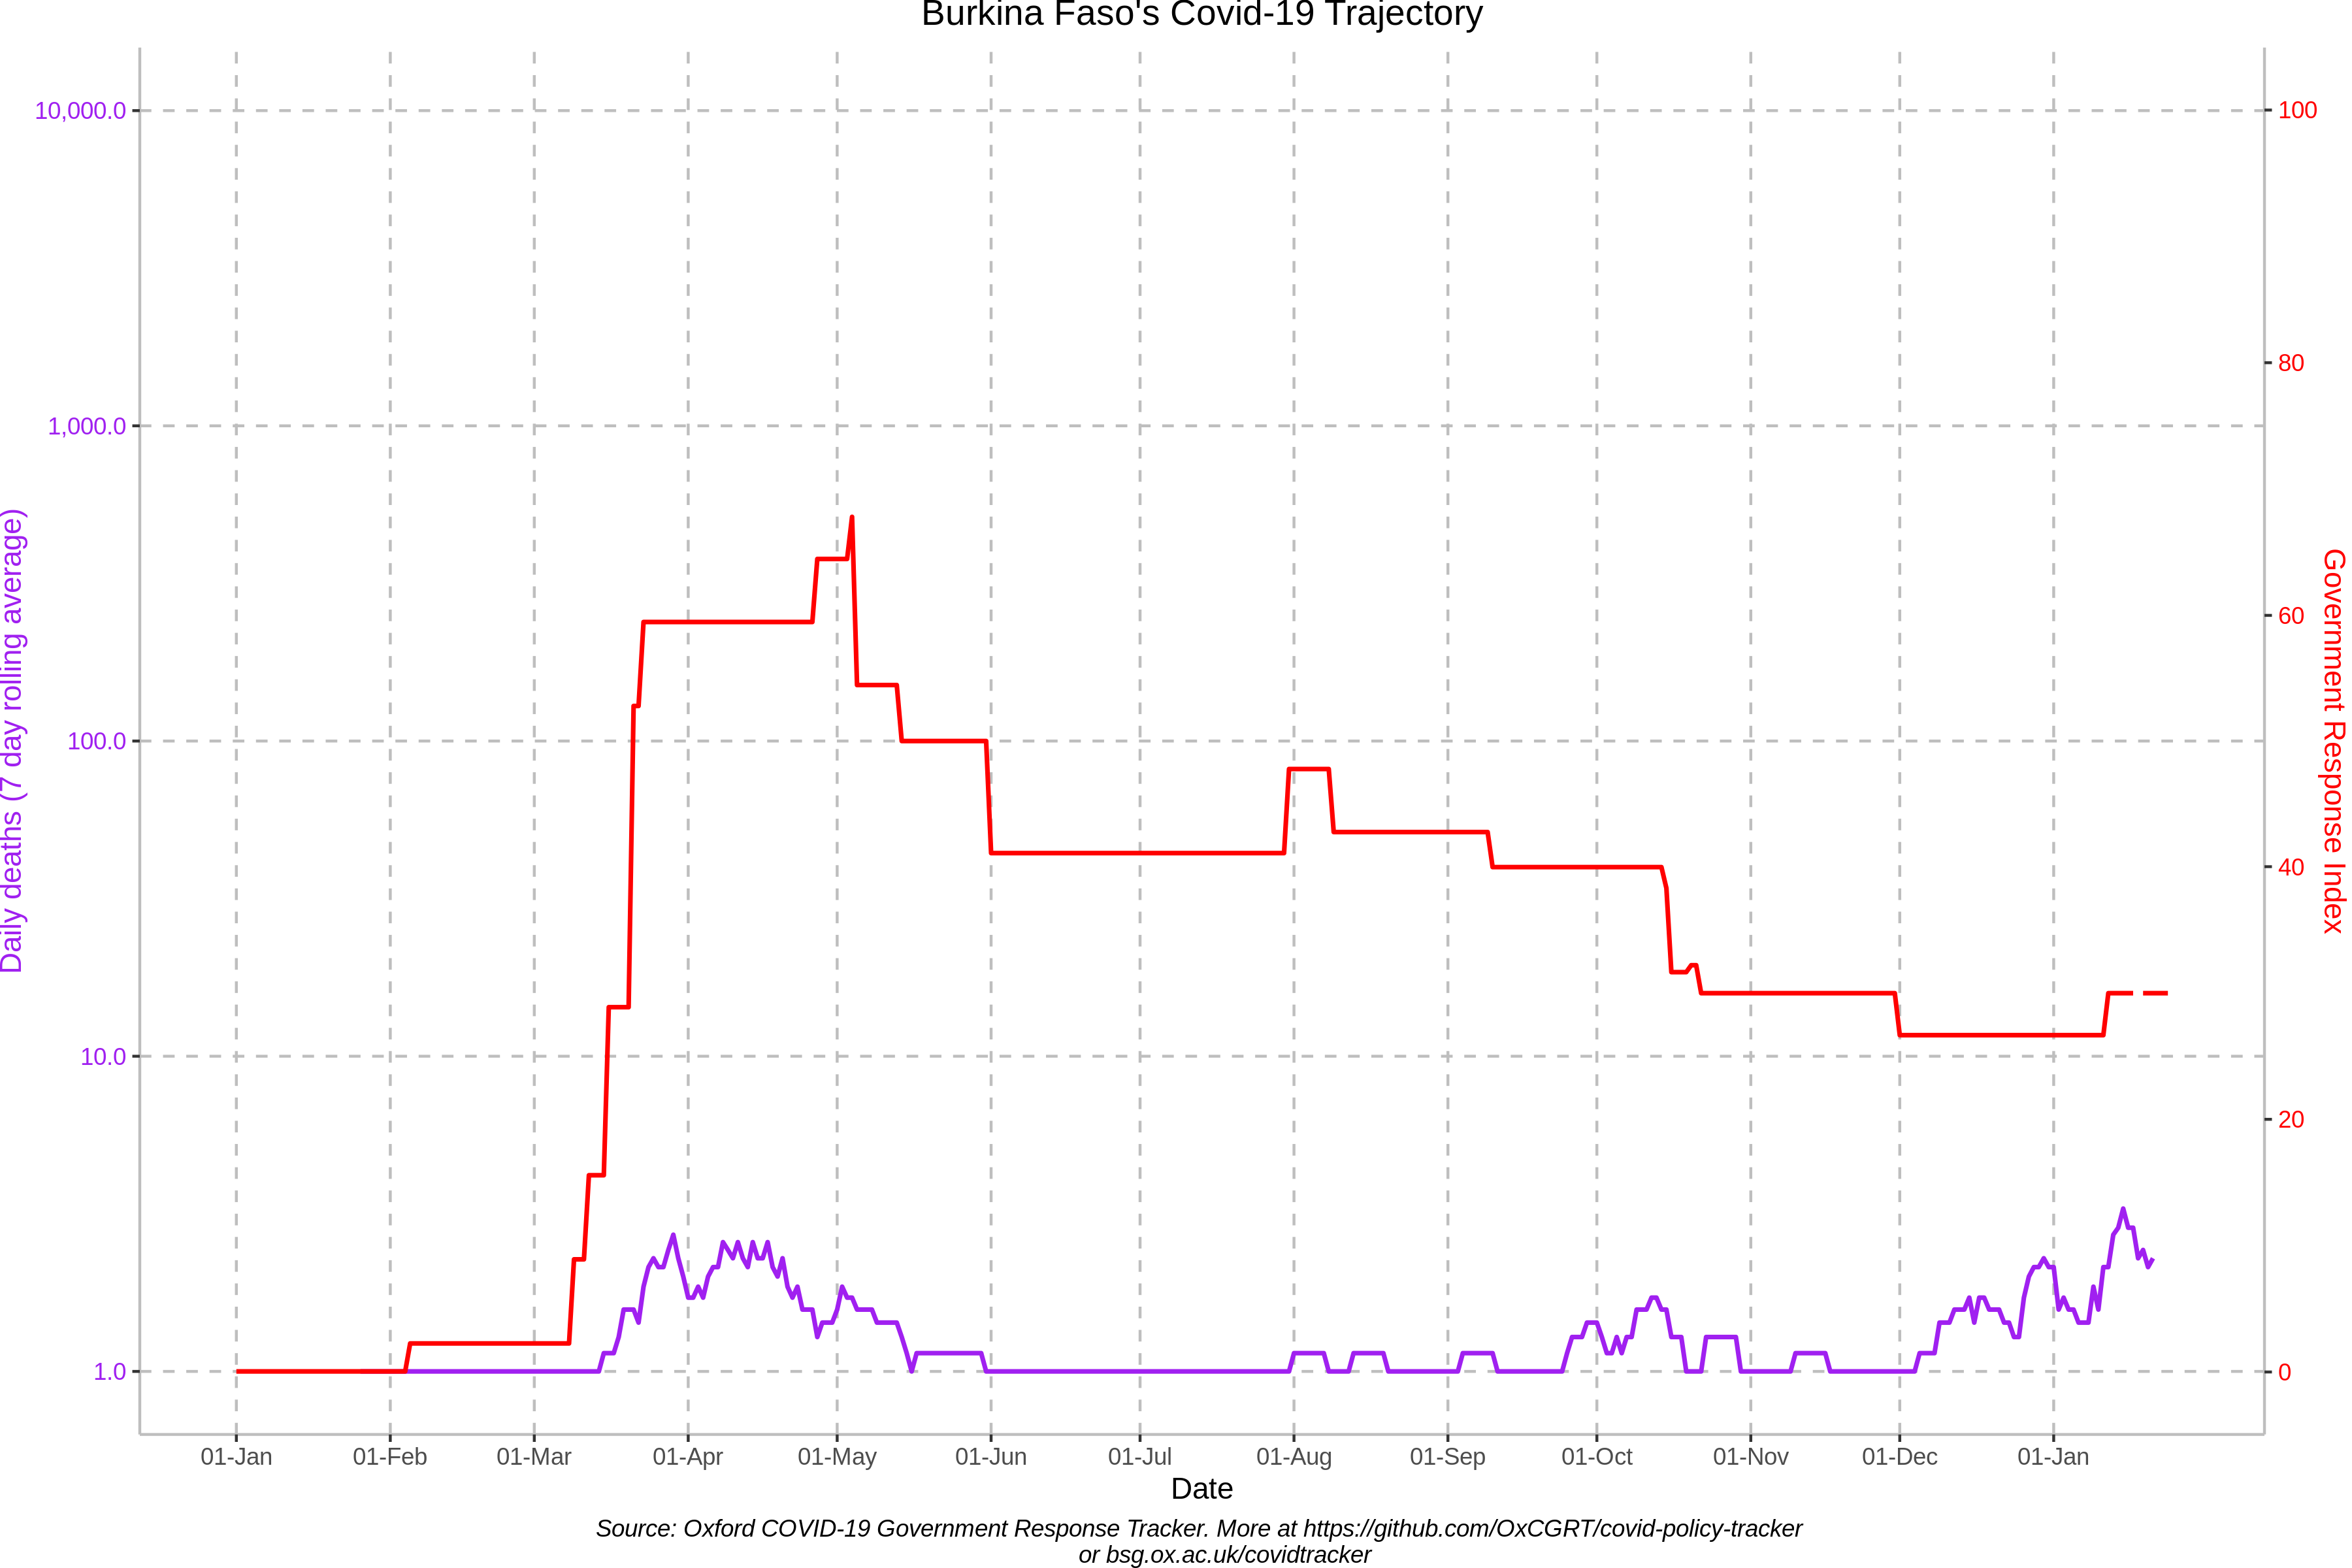 Burkina Faso's Covid-19 Trajectory
10,000.0
1,000.0
100.0
10.0
1.0
Daily deaths (7 day rolling average)
100
80
60
40
20
0
Government Response Index
01-Jan 01-Feb 01-Mar 01-Apr 01-May 01-Jun 01-Jul 01-Aug 01-Sep 01-Oct 01-Nov 01-Dec 01-Jan
Date
Source: Oxford COVID-19 Government Response Tracker. More at https://github.com/OxCGRT/covid-policy-tracker
or bsg.ox.ac.uk/covidtracker